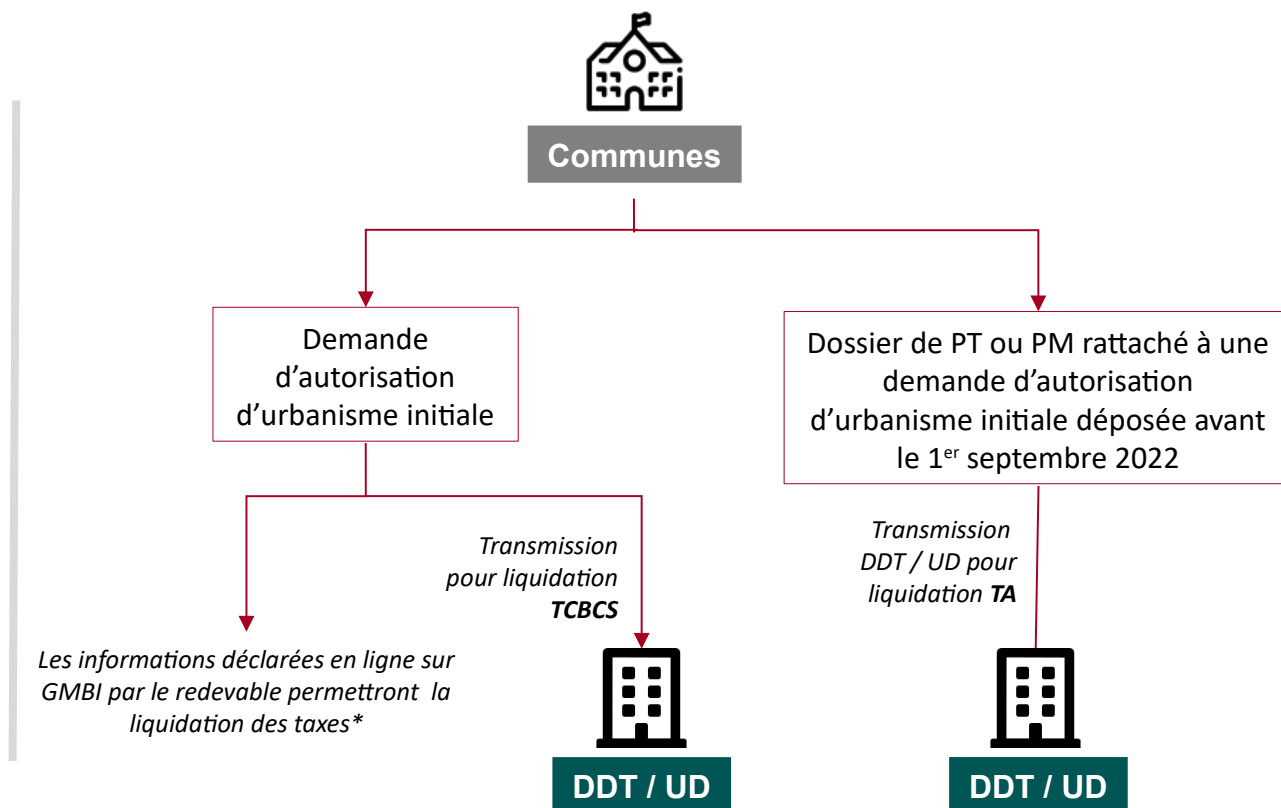 Communes
Demande
d'autorisation
d'urbanisme initiale
Dossier de PT ou PM rattaché à une
demande d'autorisation
d'urbanisme initiale déposée avant
le 1er septembre 2022
Transmission
pour liquidation
TCBCS
Transmission
DDT / UD pour
liquidation TA
Les informations déclarées en ligne sur
GMBI par le redevable permettront la
liquidation des taxes*
DDT / UD
DDT / UD